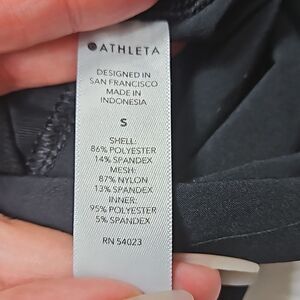 ATHLETA
DESIGNED IN
SAN FRANCISCO
MADE IN
INDONESIA
S
SHELL:
86% POLYESTER
14% SPANDEX
MESH:
87% NYLON
13% SPANDEX
INNER:
95% POLYESTER
5% SPANDEX
RN 54023